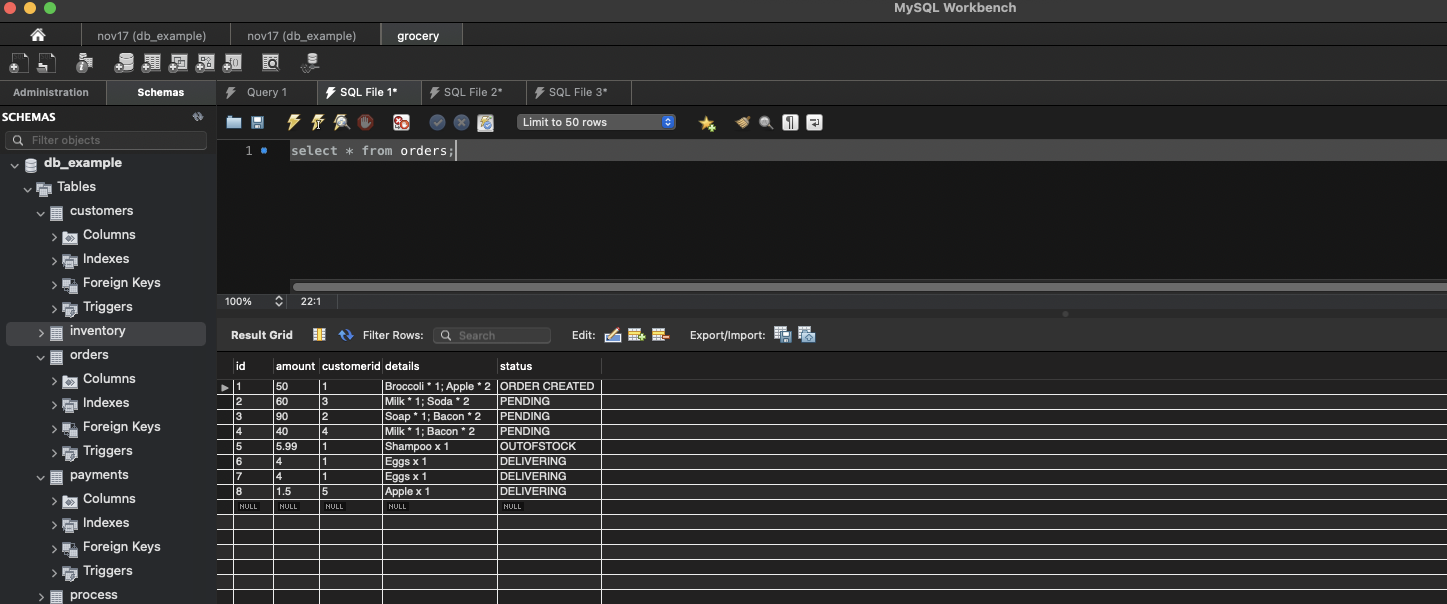 MySQL Workbench
nov17 (db_example) nov17 (db_example) grocery
Administration Schemas Query 1 SQL File 1* SQL File 2* SQL File 3*
SCHEMAS
Limit to 50 rows
Filter objects
1 select * from orders;
db_example
Tables
customers
Columns
Indexes
Foreign Keys
Triggers
100% 22:1
inventory
Result Grid Filter Rows: Search Edit: Export/Import:
orders
Columns
Indexes
Foreign Keys
Triggers
payments
Columns
Indexes
Foreign Keys
Triggers
process
id amount customerid details status
1 50 1 Broccoli * 1; Apple * 2 ORDER CREATED
2 60 3 Milk * 1; Soda * 2 PENDING
3 90 2 Soap * 1; Bacon * 2 PENDING
4 40 4 Milk * 1; Bacon * 2 PENDING
5 5.99 1 Shampoo x 1 OUTOFSTOCK
6 4 1 Eggs x 1 DELIVERING
7 4 1 Eggs x 1 DELIVERING
8 1.5 5 Apple x 1 DELIVERING
NULL NULL NULL NULL NULL